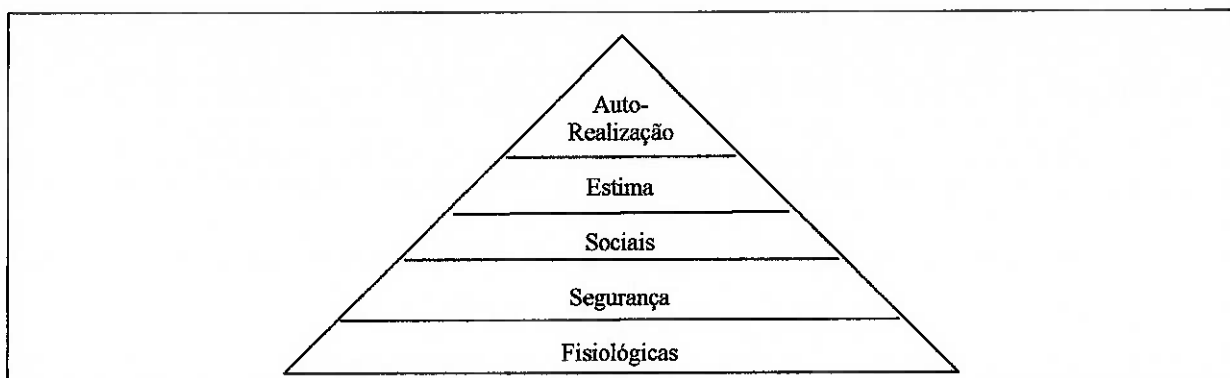 Auto-
Realização
Estima
Sociais
Segurança
Fisiológicas